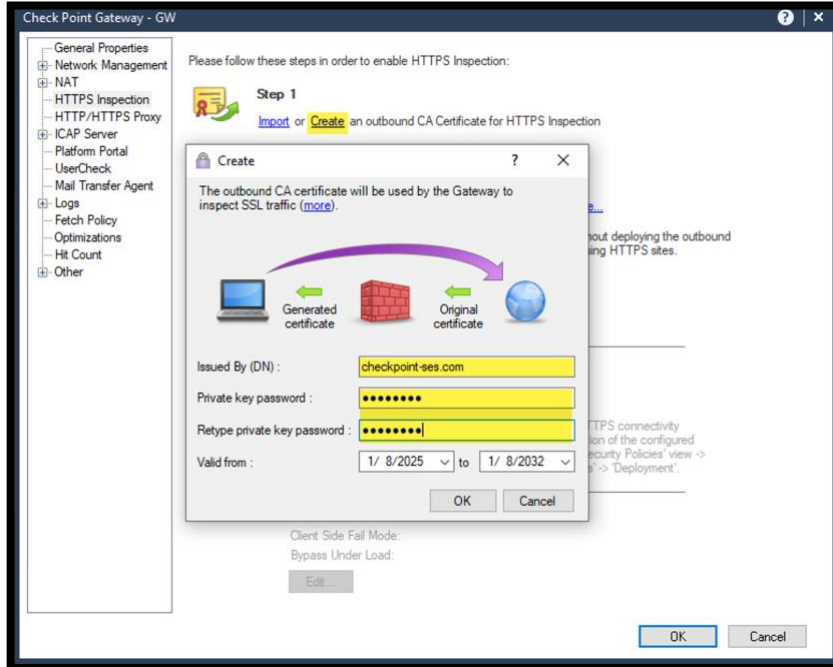 Check Point Gateway - GW
General Properties
Network Management
NAT
HTTPS Inspection
HTTP/HTTPS Proxy
ICAP Server
Platform Portal
UserCheck
Mail Transfer Agent
Logs
Fetch Policy
Optimizations
Hit Count
Other
Please follow these steps in order to enable HTTPS Inspection:
Step 1
Import or Create an outbound CA Certificate for HTTPS Inspection
Create
?
The outbound CA certificate will be used by the Gateway to
inspect SSL traffic (more).
Generated
certificate
Original
certificate
Issued By (DN) :
checkpoint-ses.com
Private key password :
••••••••
Retype private key password :
••••••••
Valid from :
1/ 8/2025 to 1/ 8/2032
OK Cancel
e...
hout deploying the outbound
ing HTTPS sites.
TTPS connectivity
ion of the configured
ecurity Policies' view ->
s' -> 'Deployment'.
Client Side Fail Mode:
Bypass Under Load:
Edit...
OK Cancel